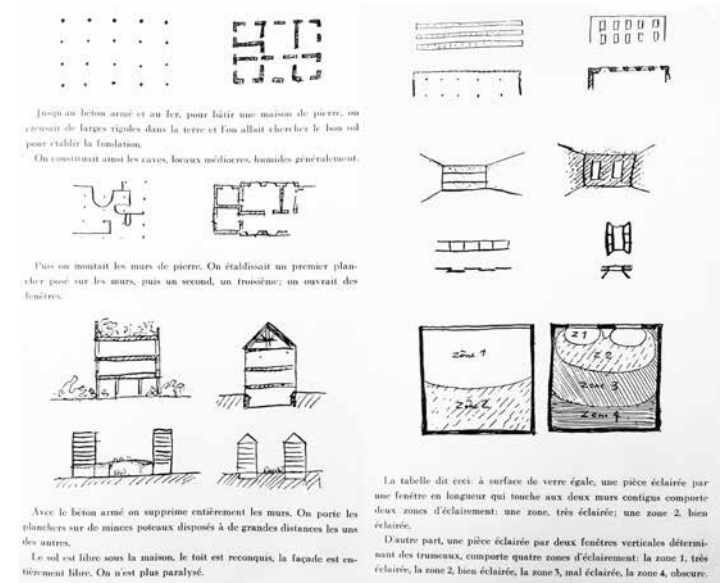 Jusqu'au béton armé et au fer, pour bâtir une maison de pierre, on
creusait de larges rigoles dans la terre et l'on allait chercher le bon sol
pour établir la fondation.
On constituait ainsi les caves, locaux médiocres, humides généralement.
Puis on montait les murs de pierre. On établissait un premier plan-
cher posé sur les murs, puis un second, un troisième; on ouvrait des
fenêtres.
Avec le béton armé on supprime entièrement les murs. On porte les
planchers sur de minces poteaux disposés à de grandes distances les uns
des autres.
Le sol est libre sous la maison, le toit est reconquis, la façade est en-
tièrement libre. On n'est plus paralysé.
zône 1
zône 2
Z1
Z2
zone 3
Zone 4
La tabelle dit ceci: à surface de verre égale, une pièce éclairée par
une fenêtre en longueur qui touche aux deux murs contigus comporte
deux zones d'éclairement: une zone, très éclairée; une zone 2, bien
éclairée.
D'autre part, une pièce éclairée par deux fenêtres verticales détermi-
nant des trumeaux, comporte quatre zones d'éclairement: la zone 1, très
éclairée, la zone 2, bien éclairée, la zone 3, mal éclairée, la zone 4, obscure.